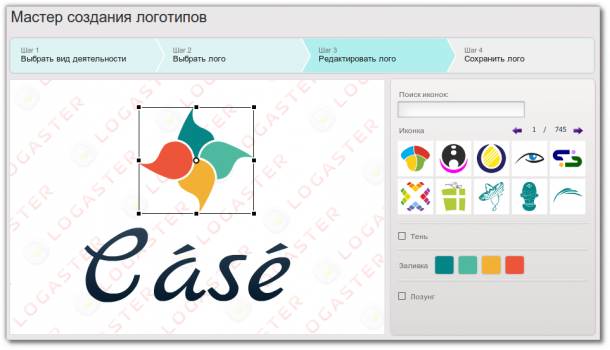 Мастер создания логотипов
Шаг 1
Выбрать вид деятельности
Шаг 2
Выбрать лого
Шаг 3
Редактировать лого
Шаг 4
Сохранить лого
LOGASTER
LOGASTER
LOGASTER
LOGASTER
Cásé
Поиск иконок:
Иконка
1 / 745
Тень
Заливка
Лозунг